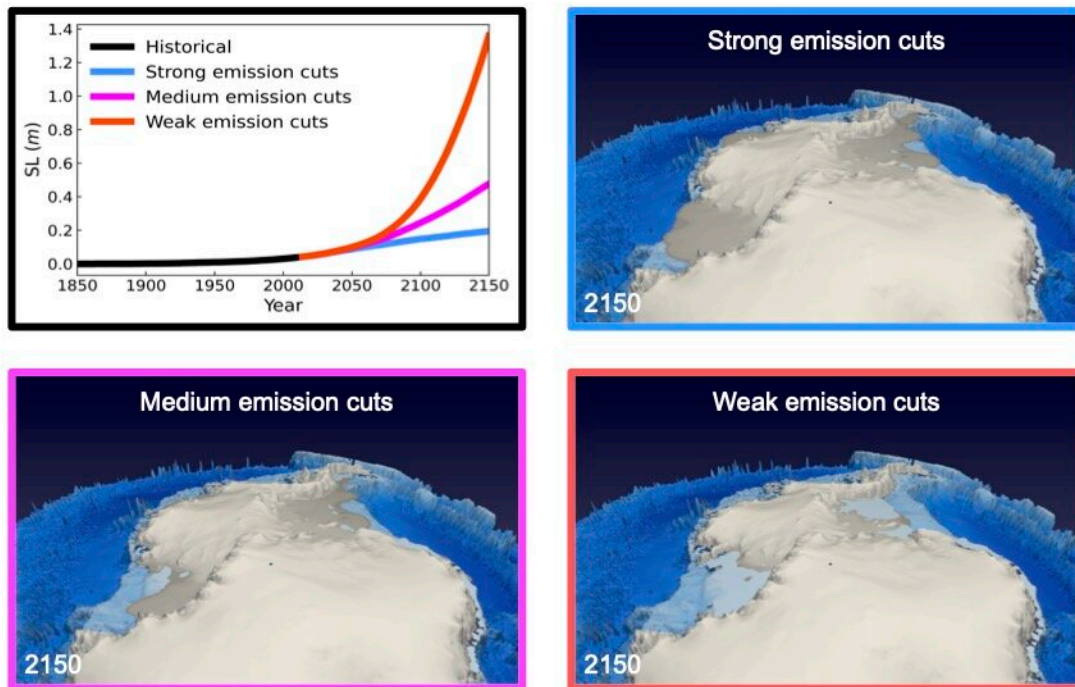 1.4
1.2
1.0
0.8
0.6
0.4
0.2
0.0
SL (m)
Historical
Strong emission cuts
Medium emission cuts
Weak emission cuts
1850 1900 1950 2000 2050 2100 2150
Year
Strong emission cuts
2150
Medium emission cuts
2150
Weak emission cuts
2150